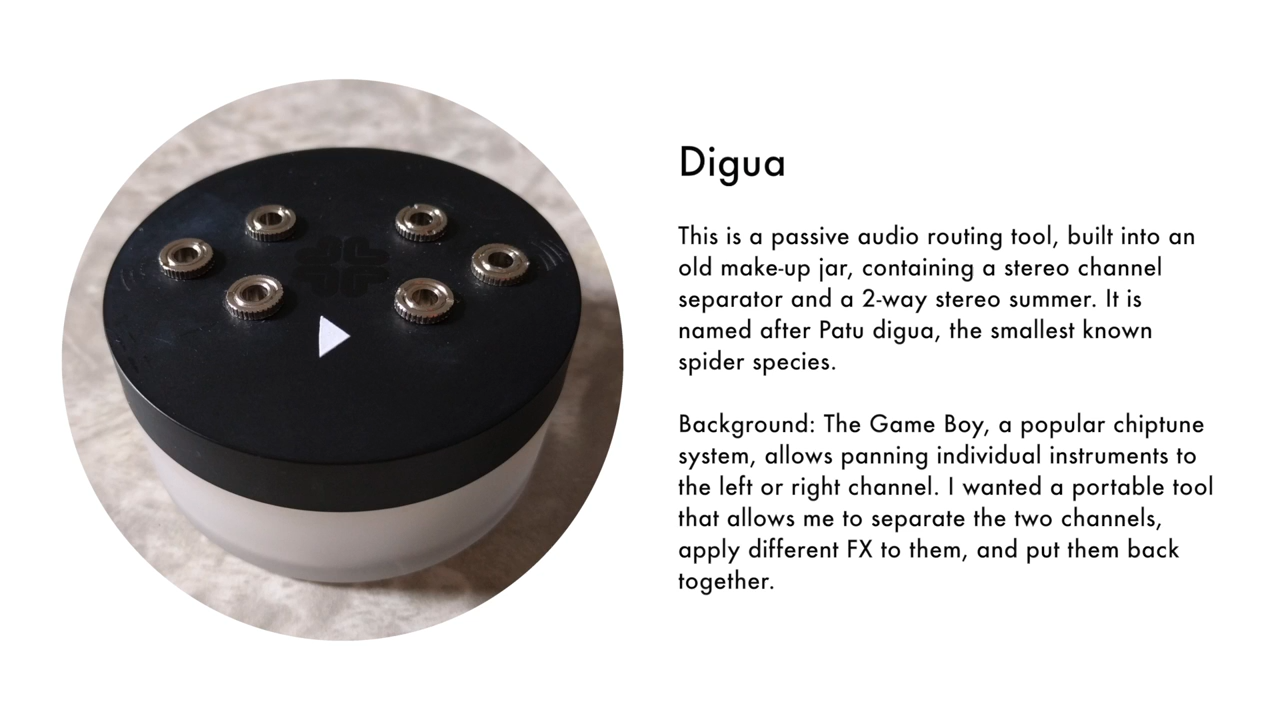 Digua
This is a passive audio routing tool, built into an
old make-up jar, containing a stereo channel
separator and a 2-way stereo summer. It is
named after Patu digua, the smallest known
spider species.
Background: The Game Boy, a popular chiptune
system, allows panning individual instruments to
the left or right channel. I wanted a portable tool
that allows me to separate the two channels,
apply different FX to them, and put them back
together.